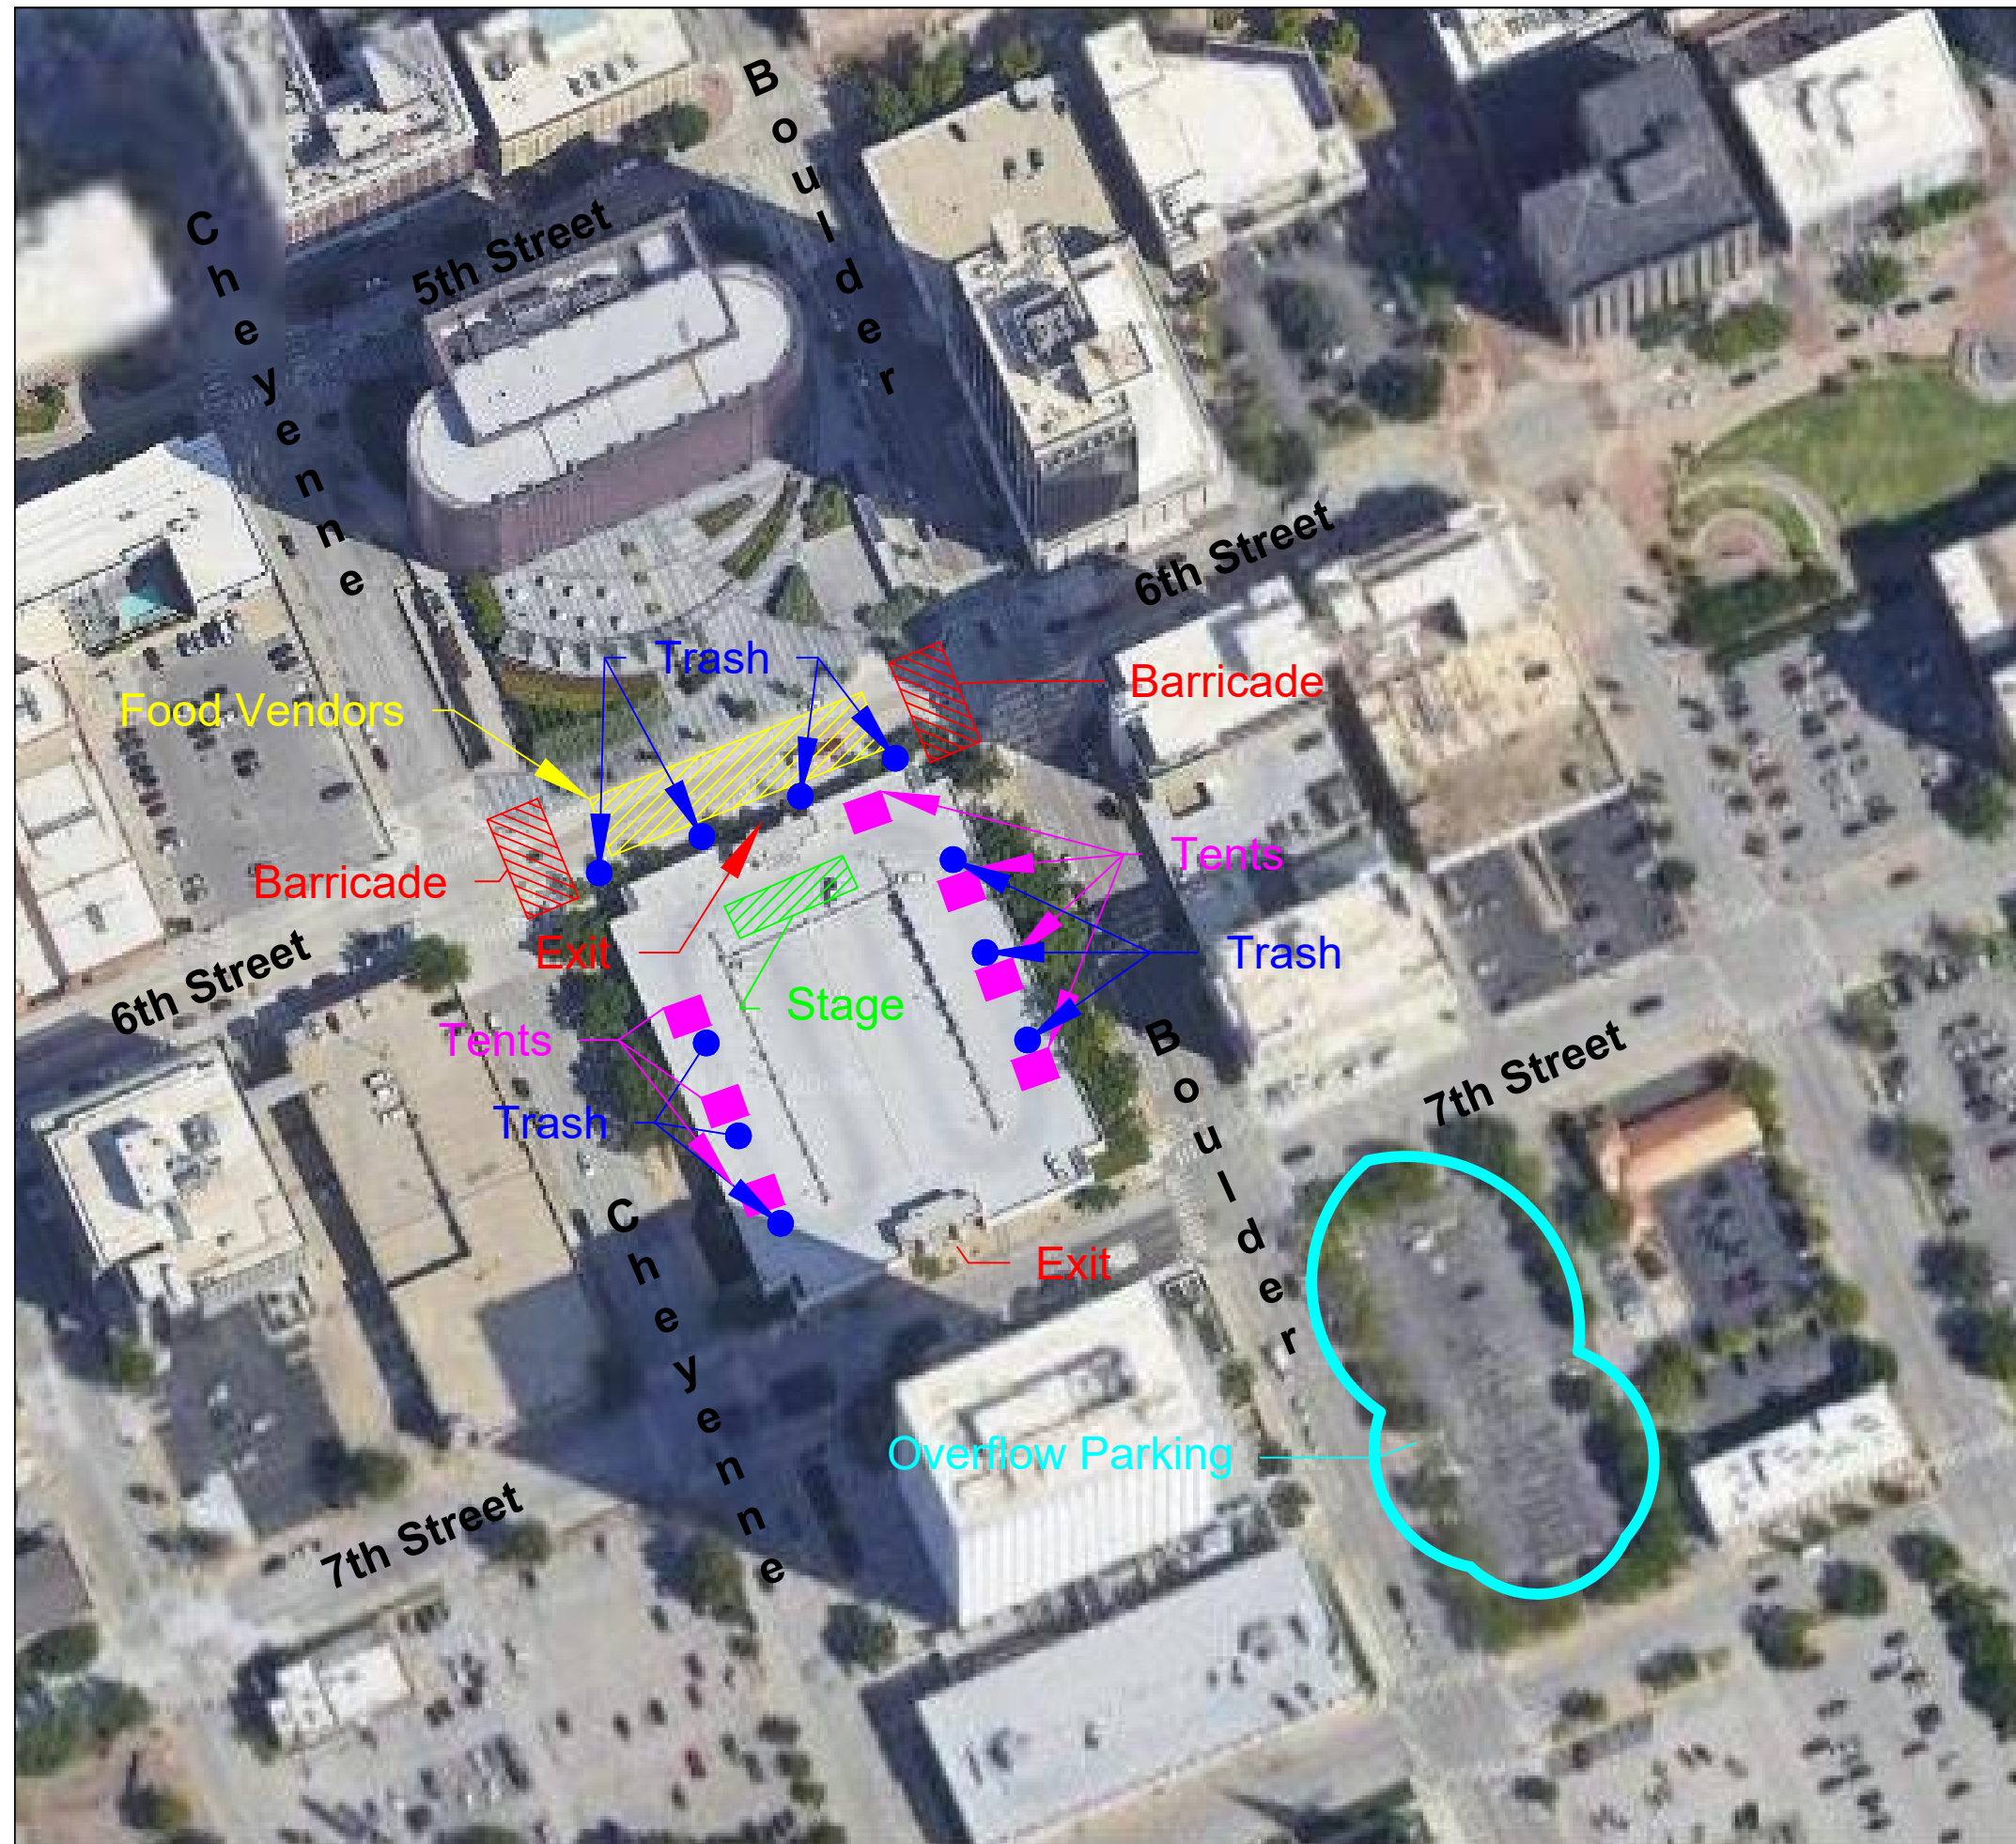 Boulder
Cheyenne
5th Street
6th Street
Trash
Barricade
Food Vendors
Tents
Barricade
Exit
Trash
6th Street
Stage
Tents
Boulder
7th Street
Trash
Cheyenne
Exit
Overflow Parking
7th Street